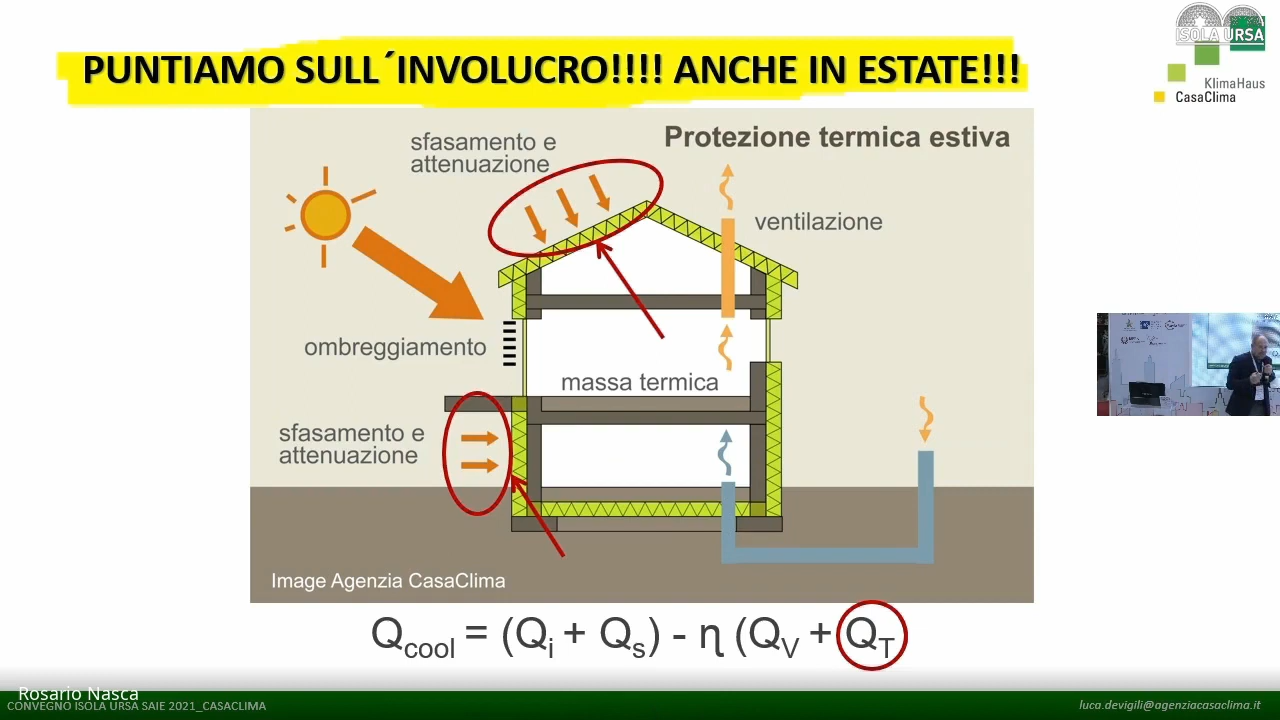 PUNTIAMO SULL´INVOLUCRO!!!! ANCHE IN ESTATE!!!
ISOLA URSA
KlimaHaus
CasaClima
sfasamento e
attenuazione
Protezione termica estiva
ventilazione
ombreggiamento
massa termica
sfasamento e
attenuazione
Image Agenzia CasaClima
Qcool = (Qi + Qs) - η (QV + QT
Rosario Nasca
CONVEGNO ISOLA URSA SAIE 2021_CASACLIMA
luca.devigili@agenziacasaclima.it